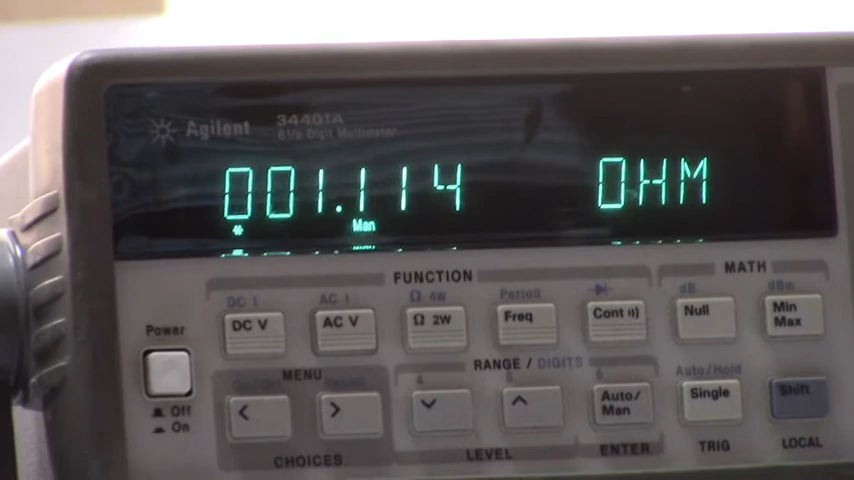 Agilent 34401A
6½ Digit Multimeter
001.114 OHM
* Man
FUNCTION
MATH
DC I AC I Ω 4W Period dB dBm
DC V AC V Ω 2W Freq Cont Null Min Max
Power
MENU
RANGE / DIGITS
Auto/Hold
< > Auto/ Man Single Shift
Off
On
CHOICES LEVEL ENTER TRIG LOCAL